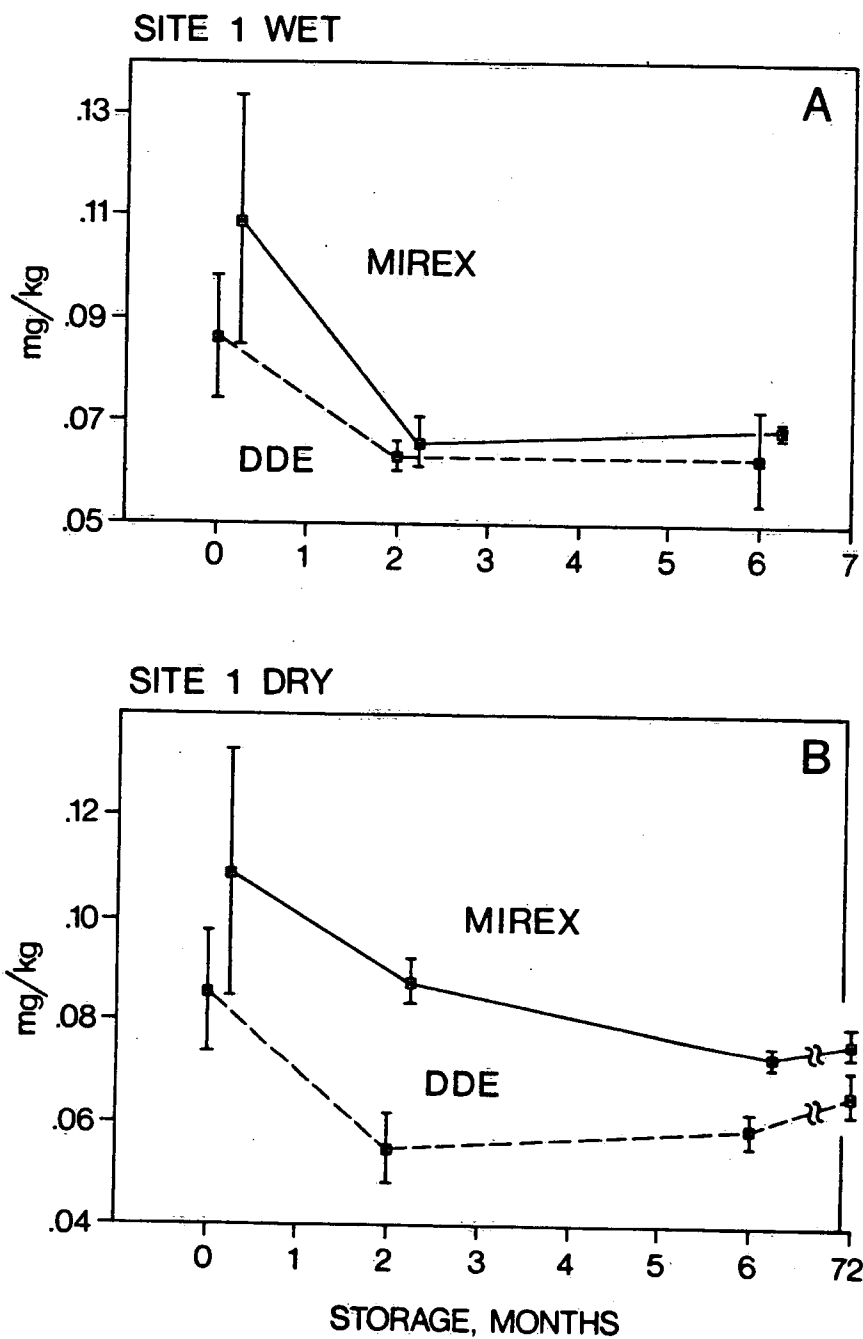 SITE 1 WET
A
.13
.11
.09
.07
.05
mg/kg
MIREX
DDE
0 1 2 3 4 5 6 7
SITE 1 DRY
B
.12
.10
.08
.06
.04
mg/kg
MIREX
DDE
0 1 2 3 4 5 6 72
STORAGE, MONTHS